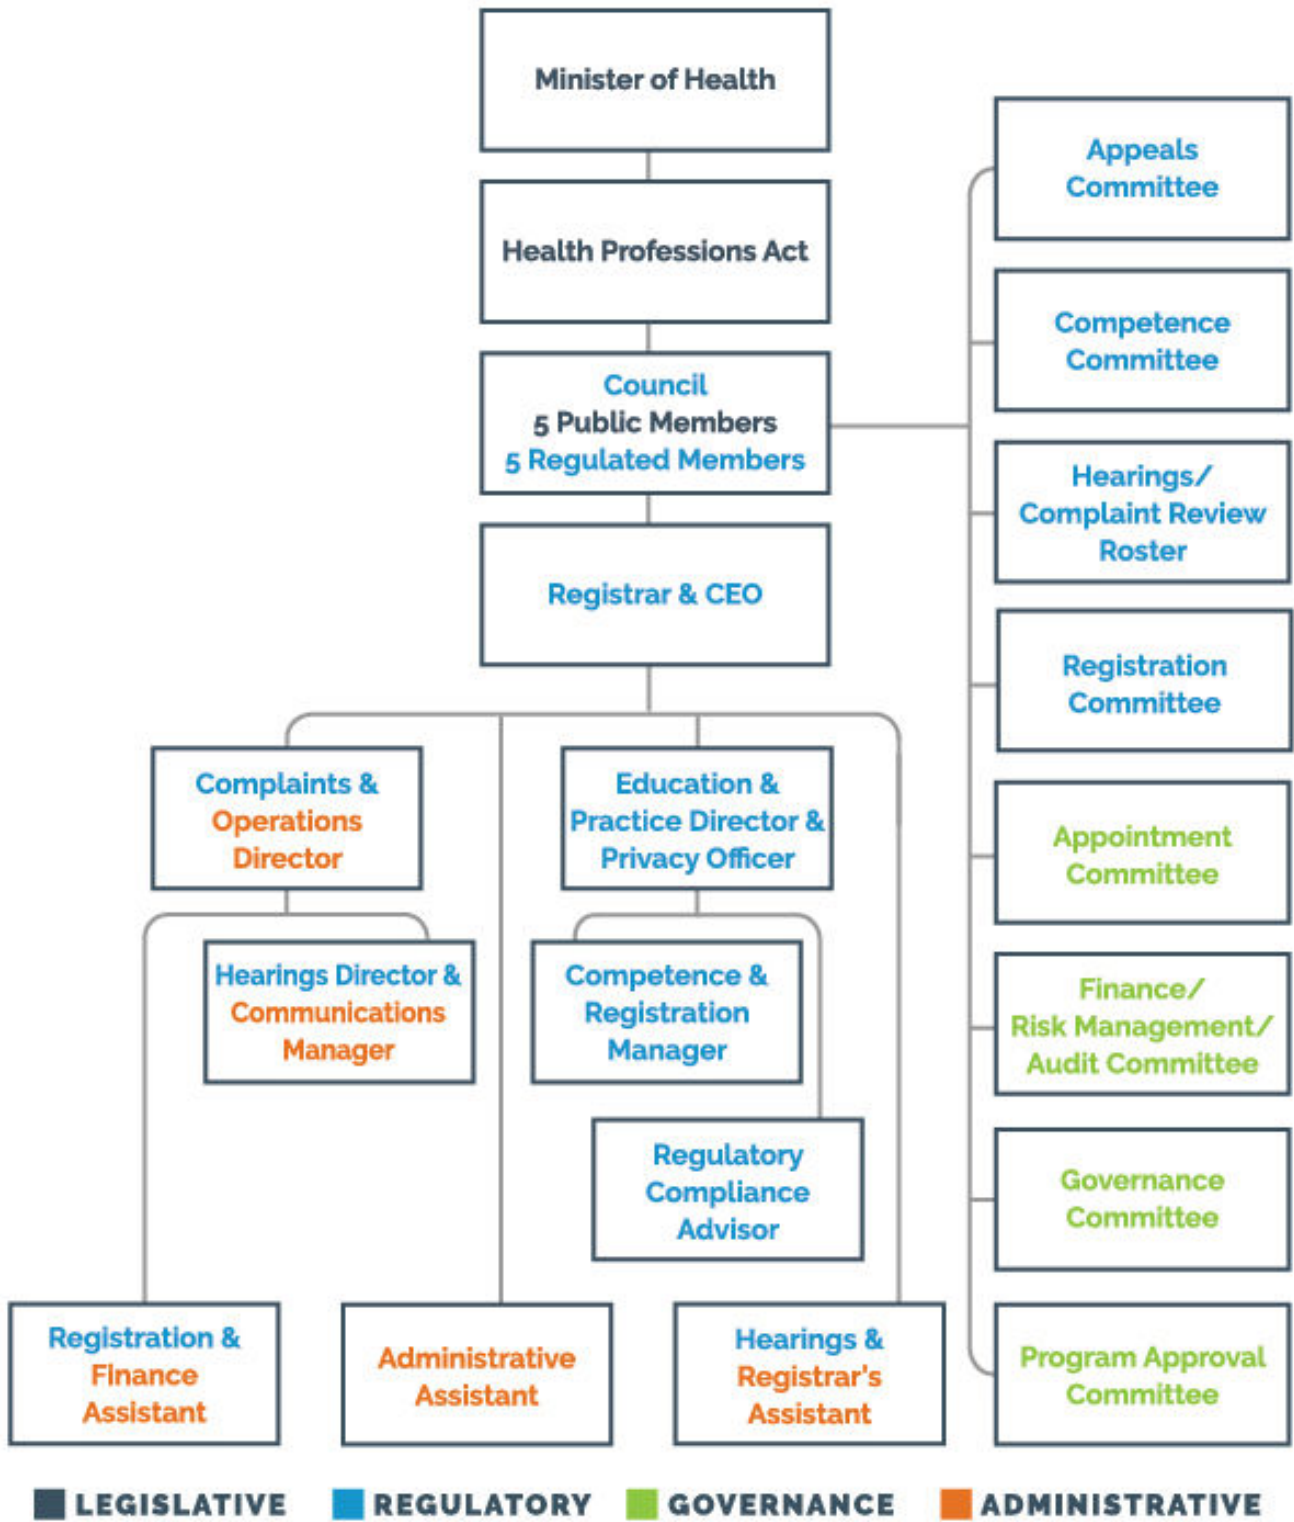 Minister of Health
Health Professions Act
Council
5 Public Members
5 Regulated Members
Registrar & CEO
Complaints &
Operations
Director
Education &
Practice Director &
Privacy Officer
Hearings Director &
Communications
Manager
Competence &
Registration
Manager
Regulatory
Compliance
Advisor
Registration &
Finance
Assistant
Administrative
Assistant
Hearings &
Registrar's
Assistant
Appeals
Committee
Competence
Committee
Hearings/
Complaint Review
Roster
Registration
Committee
Appointment
Committee
Finance/
Risk Management/
Audit Committee
Governance
Committee
Program Approval
Committee
LEGISLATIVE
REGULATORY
GOVERNANCE
ADMINISTRATIVE